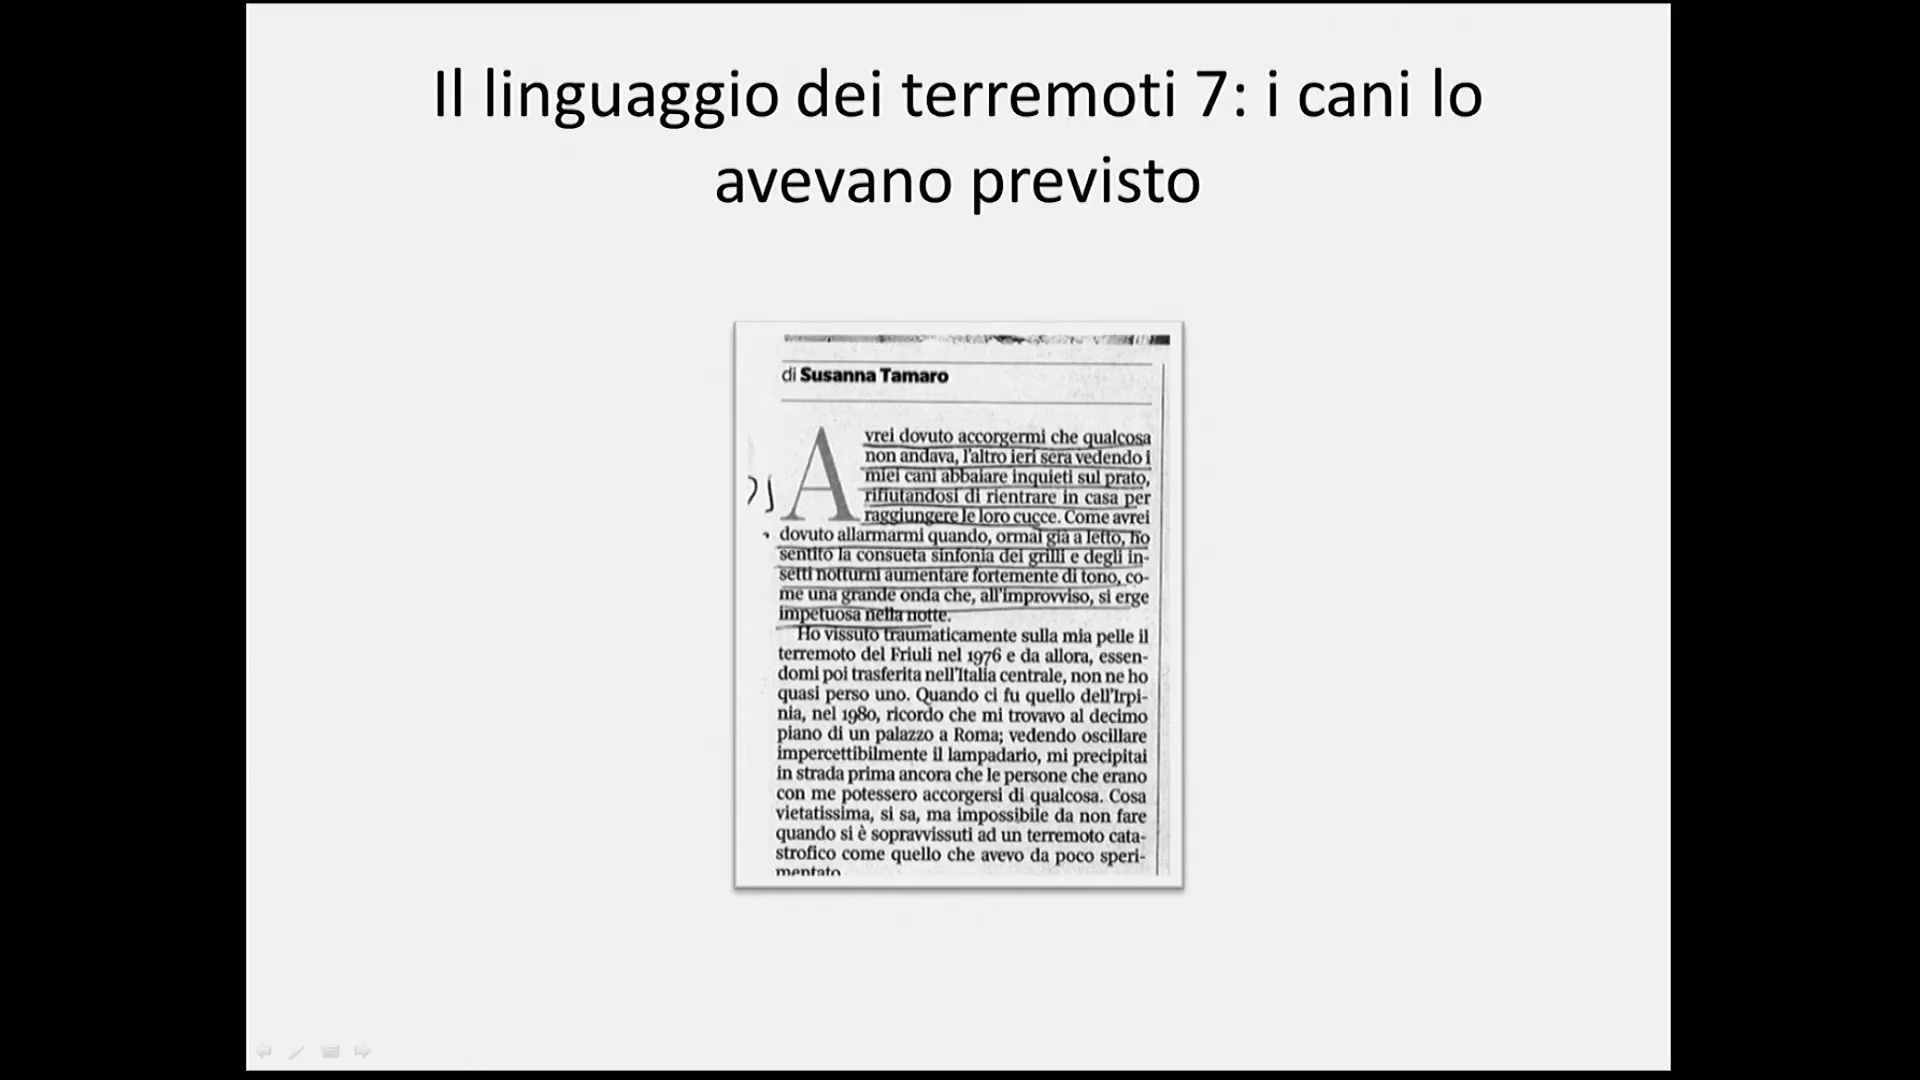 Il linguaggio dei terremoti 7: i cani lo
avevano previsto
di Susanna Tamaro
Avrei dovuto accorgermi che qualcosa
non andava, l'altro ieri sera vedendo i
miei cani abbaiare inquieti sul prato,
rifiutandosi di rientrare in casa per
raggiungere le loro cucce. Come avrei
dovuto allarmarmi quando, ormai già a letto, ho
sentito la consueta sinfonia dei grilli e degli in-
setti notturni aumentare fortemente di tono, co-
me una grande onda che, all'improvviso, si erge
impetuosa nella notte.
Ho vissuto traumaticamente sulla mia pelle il
terremoto del Friuli nel 1976 e da allora, essen-
domi poi trasferita nell'Italia centrale, non ne ho
quasi perso uno. Quando ci fu quello dell'Irpi-
nia, nel 1980, ricordo che mi trovavo al decimo
piano di un palazzo a Roma; vedendo oscillare
impercettibilmente il lampadario, mi precipitai
in strada prima ancora che le persone che erano
con me potessero accorgersi di qualcosa. Cosa
vietatissima, si sa, ma impossibile da non fare
quando si è sopravvissuti ad un terremoto cata-
strofico come quello che avevo da poco speri-
mentato